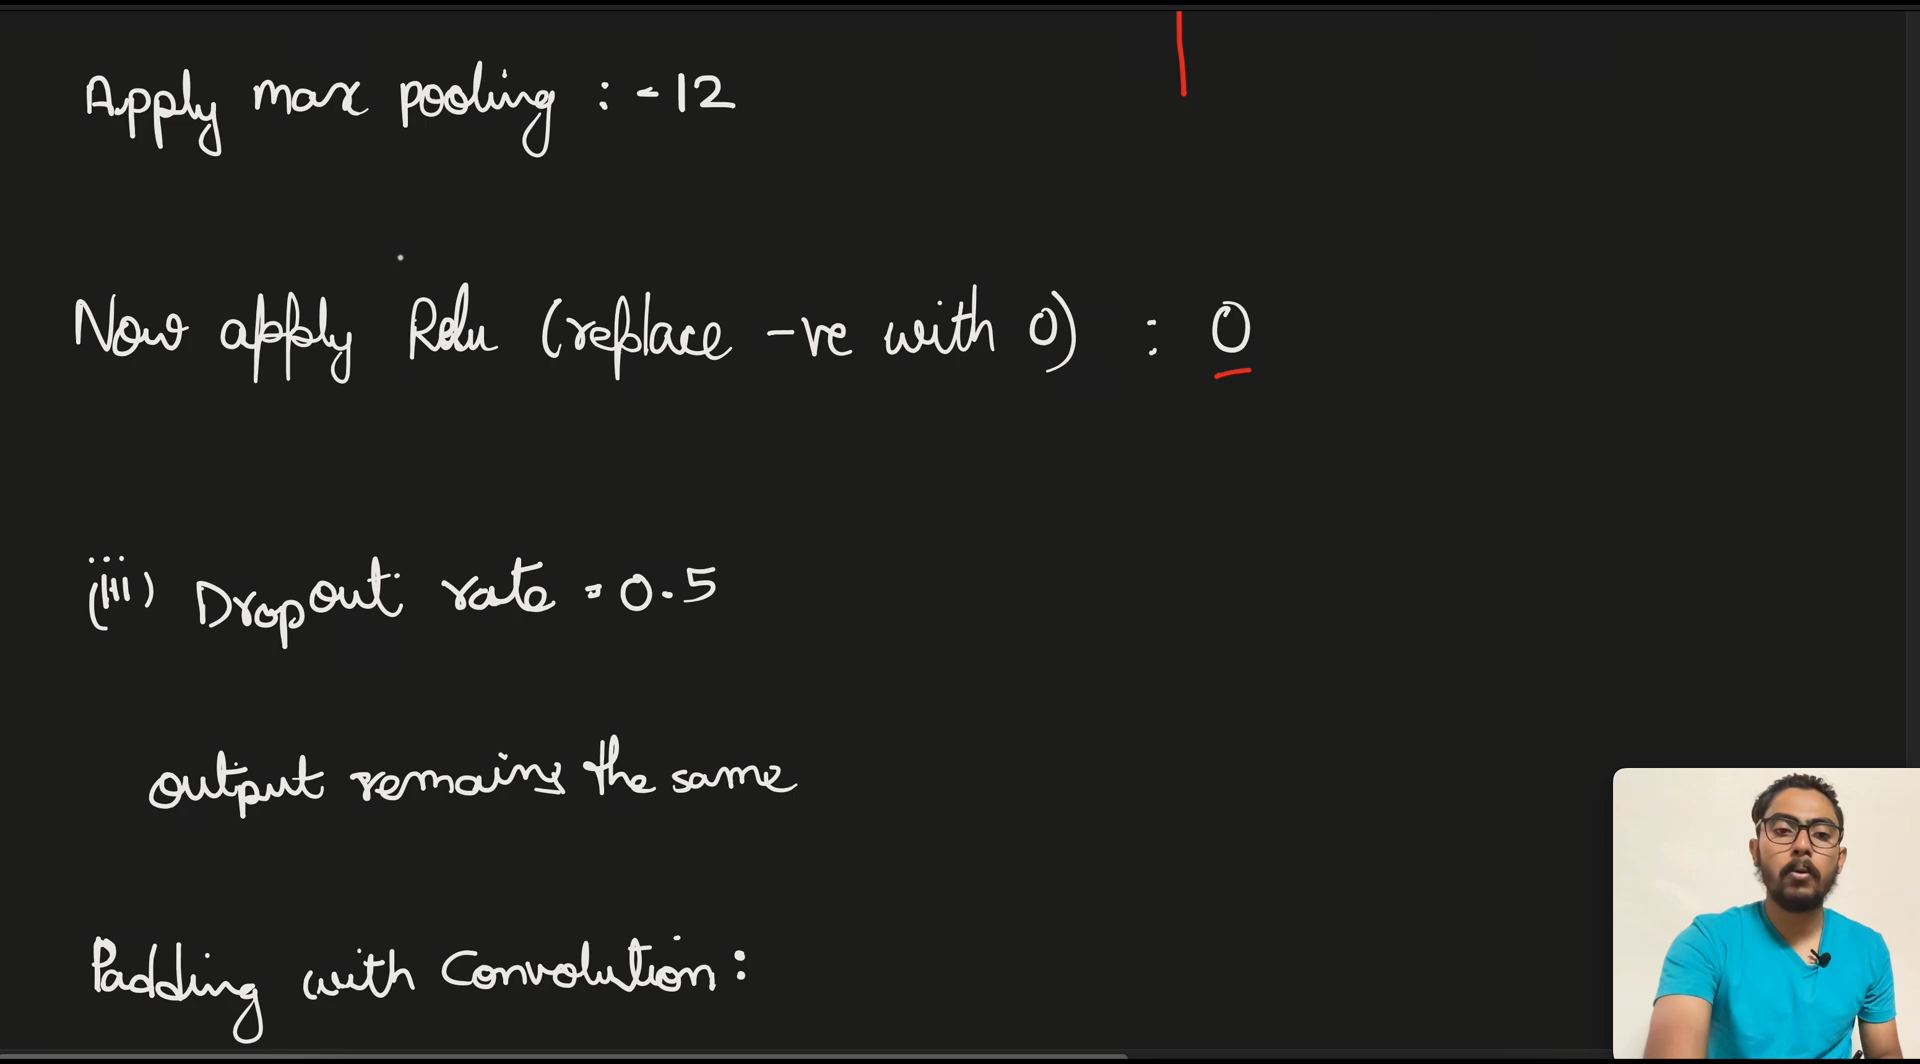 Apply max pooling : -12
Now apply Relu (replace -ve with 0) : 0
(iii) Dropout rate = 0.5
output remains the same
Padding with Convolution :